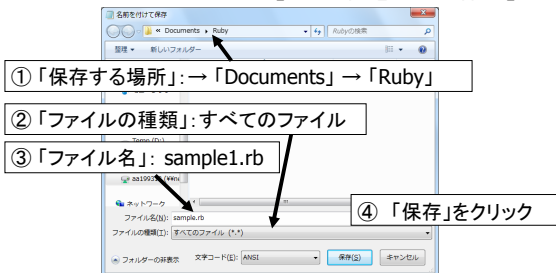 名前を付けて保存
« Documents ▸ Ruby
Rubyの検索
整理 ▼ 新しいフォルダー
① 「保存する場所」：→ 「Documents」 → 「Ruby」
② 「ファイルの種類」：すべてのファイル
Temp (D:)
③ 「ファイル名」： sample1.rb
ネットワーク
④ 「保存」をクリック
ファイル名(N): sample.rb
ファイルの種類(T): すべてのファイル (*.*)
フォルダーの非表示 文字コード(E): ANSI 保存(S) キャンセル